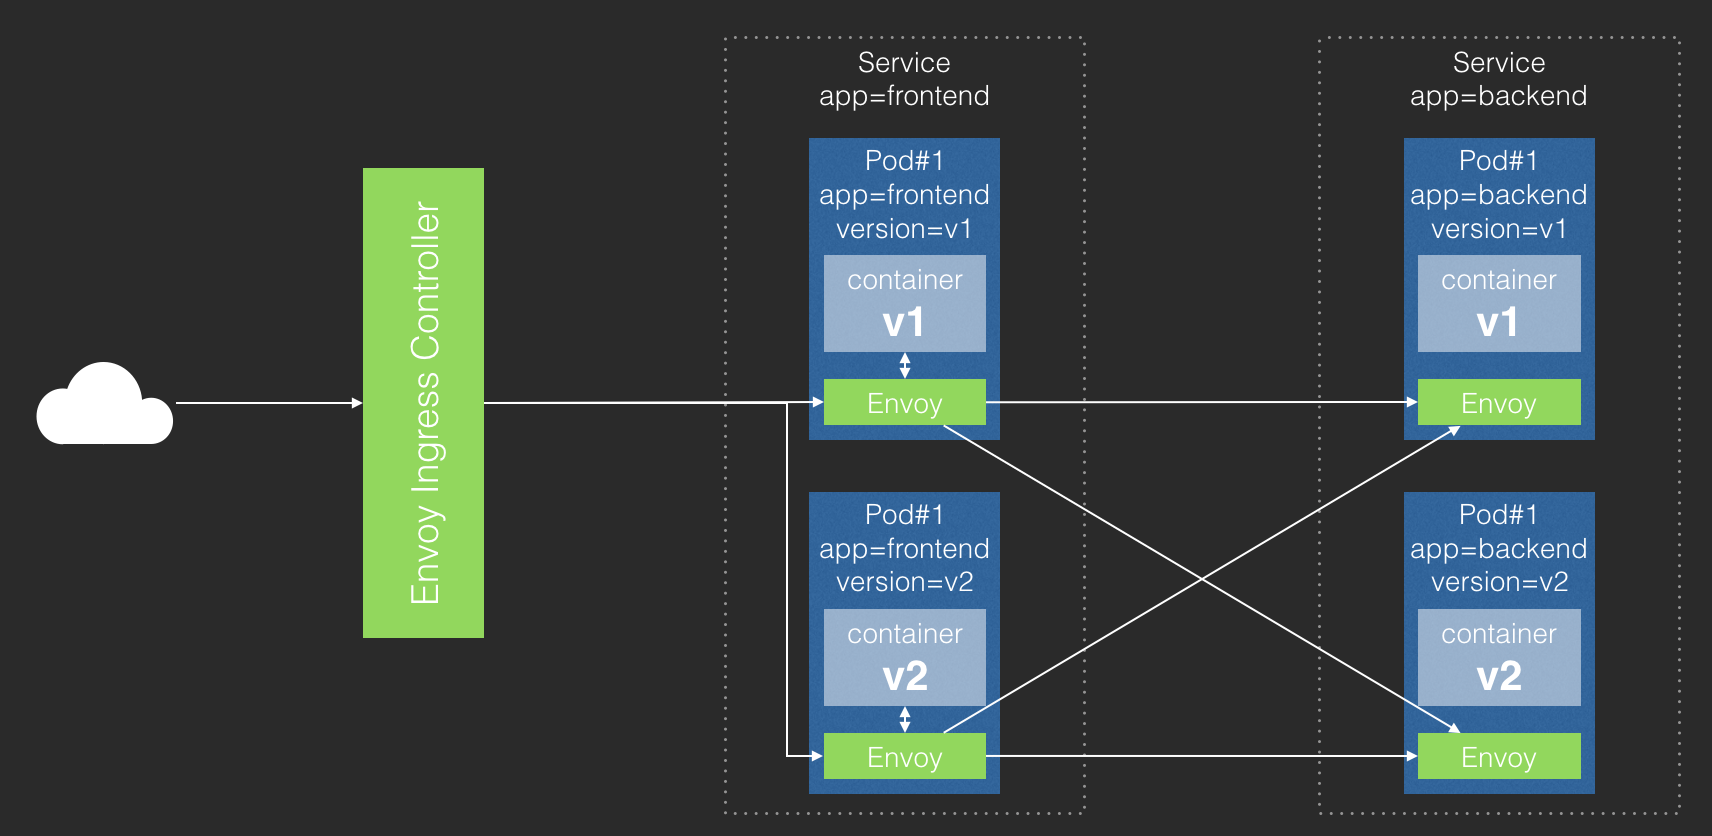 Envoy Ingress Controller
Service
app=frontend
Pod#1
app=frontend
version=v1
container
v1
Envoy
Pod#1
app=frontend
version=v2
container
v2
Envoy
Service
app=backend
Pod#1
app=backend
version=v1
container
v1
Envoy
Pod#1
app=backend
version=v2
container
v2
Envoy